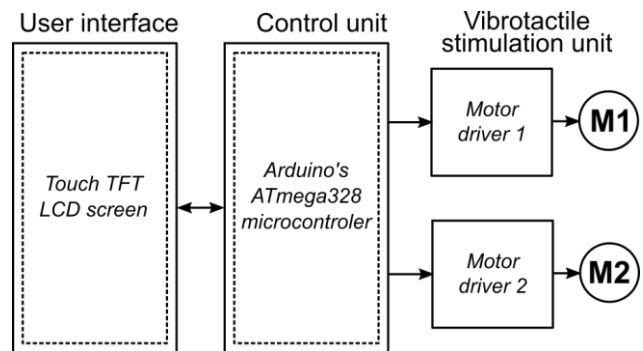 User interface
Control unit
Vibrotactile
stimulation unit
Touch TFT
LCD screen
Arduino's
ATmega328
microcontroler
Motor
driver 1
M1
Motor
driver 2
M2